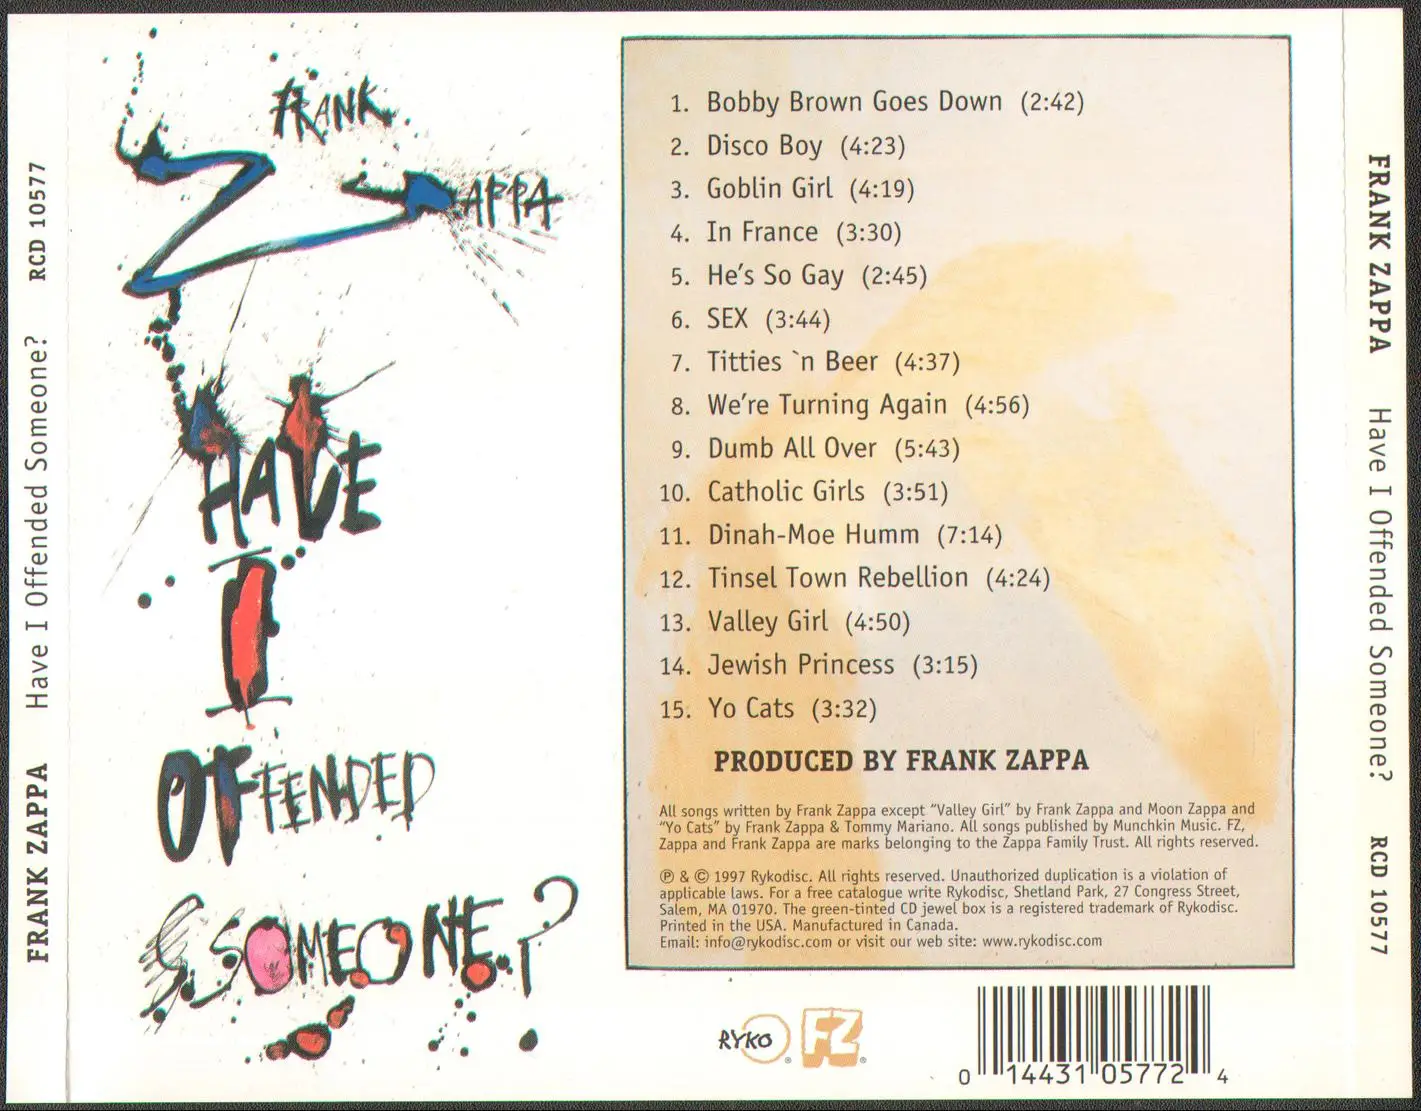 FRANK ZAPPA Have I Offended Someone? RCD 10577
FRANK
ZAPPA
HAVE
I
OFFENDED
SOMEONE?
1. Bobby Brown Goes Down (2:42)
2. Disco Boy (4:23)
3. Goblin Girl (4:19)
4. In France (3:30)
5. He's So Gay (2:45)
6. SEX (3:44)
7. Titties `n Beer (4:37)
8. We're Turning Again (4:56)
9. Dumb All Over (5:43)
10. Catholic Girls (3:51)
11. Dinah-Moe Humm (7:14)
12. Tinsel Town Rebellion (4:24)
13. Valley Girl (4:50)
14. Jewish Princess (3:15)
15. Yo Cats (3:32)
PRODUCED BY FRANK ZAPPA
All songs written by Frank Zappa except "Valley Girl" by Frank Zappa and Moon Zappa and
"Yo Cats" by Frank Zappa & Tommy Mariano. All songs published by Munchkin Music. FZ,
Zappa and Frank Zappa are marks belonging to the Zappa Family Trust. All rights reserved.
℗ & © 1997 Rykodisc. All rights reserved. Unauthorized duplication is a violation of
applicable laws. For a free catalogue write Rykodisc, Shetland Park, 27 Congress Street,
Salem, MA 01970. The green-tinted CD jewel box is a registered trademark of Rykodisc.
Printed in the USA. Manufactured in Canada.
Email: info@rykodisc.com or visit our web site: www.rykodisc.com
RYKO® FZ®
0 14431 05772 4
FRANK ZAPPA Have I Offended Someone? RCD 10577